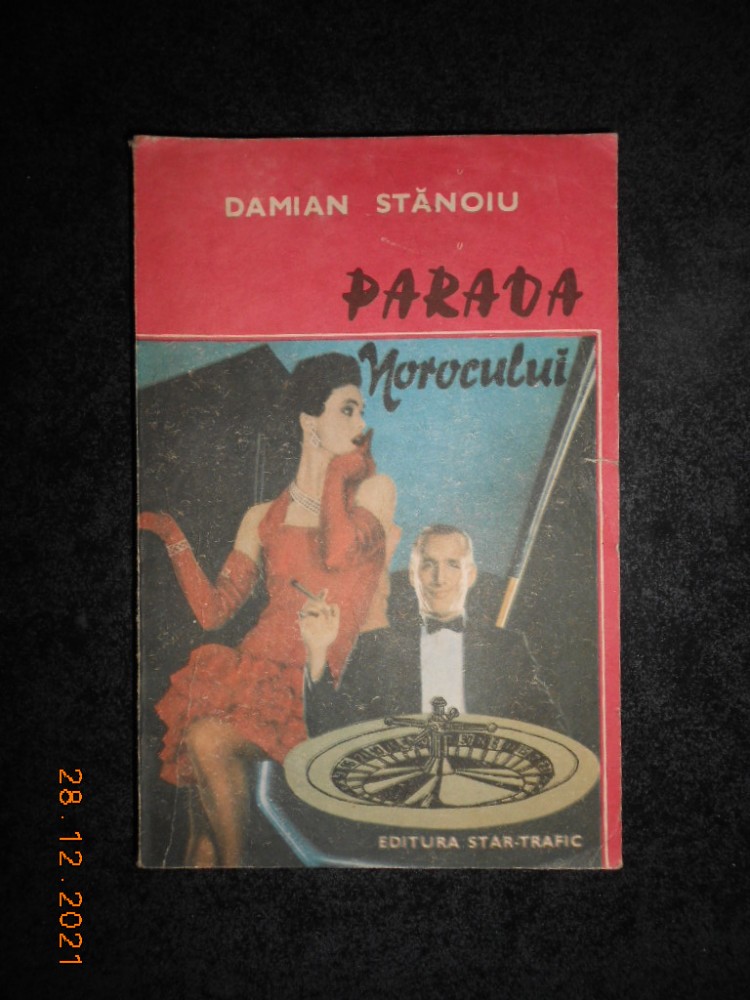 DAMIAN STĂNOIU
PARADA
Norocului
EDITURA STAR-TRAFIC
28.12.2021